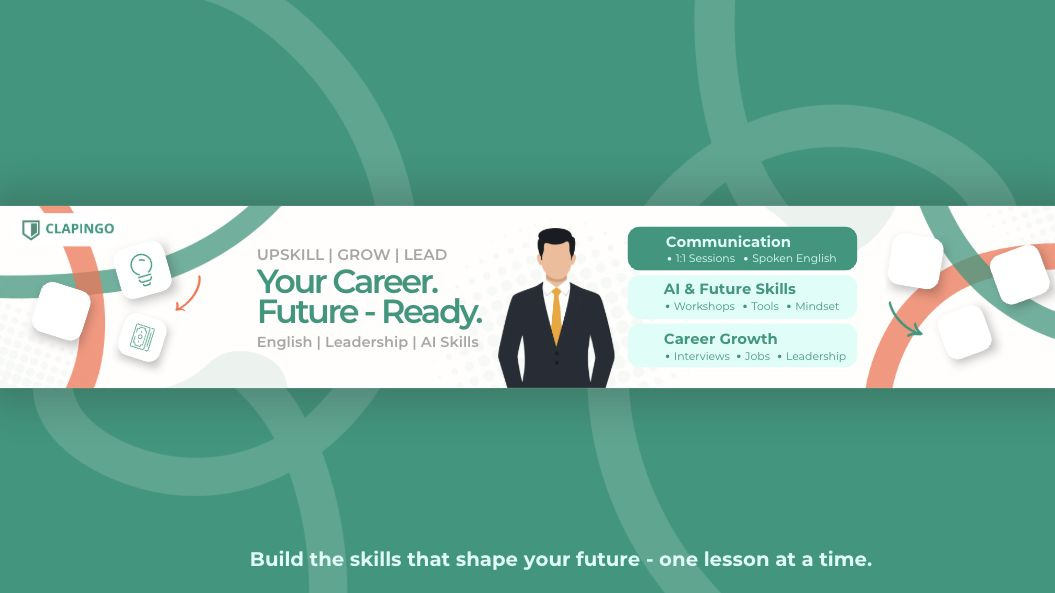 CLAPINGO
UPSKILL | GROW | LEAD
Your Career.
Future - Ready.
English | Leadership | AI Skills
Communication
• 1:1 Sessions • Spoken English
AI & Future Skills
• Workshops • Tools • Mindset
Career Growth
• Interviews • Jobs • Leadership
Build the skills that shape your future - one lesson at a time.